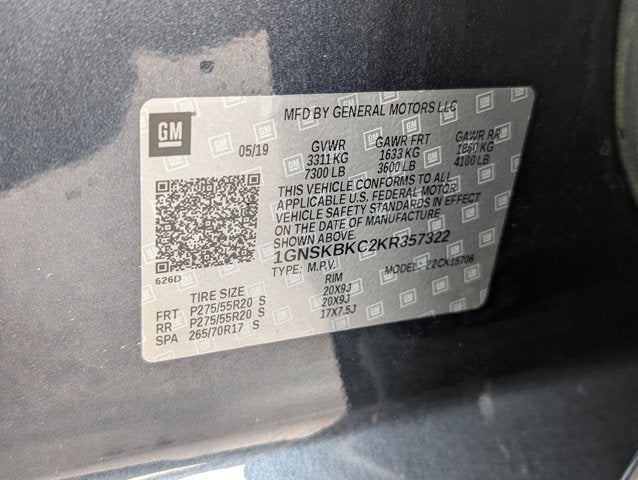 MFD BY GENERAL MOTORS LLC
GM
05/19
GVWR GAWR FRT GAWR RR
3311 KG 1633 KG 1860 KG
7300 LB 3600 LB 4100 LB
THIS VEHICLE CONFORMS TO ALL
APPLICABLE U.S. FEDERAL MOTOR
VEHICLE SAFETY STANDARDS IN EFFECT
ON THE DATE OF MANUFACTURE
SHOWN ABOVE.
1GNSKBKC2KR357322
TYPE: M.P.V. MODEL: 22CK15706
626D
TIRE SIZE RIM
FRT P275/55R20 S 20X9J
RR P275/55R20 S 20X9J
SPA 265/70R17 S 17X7.5J